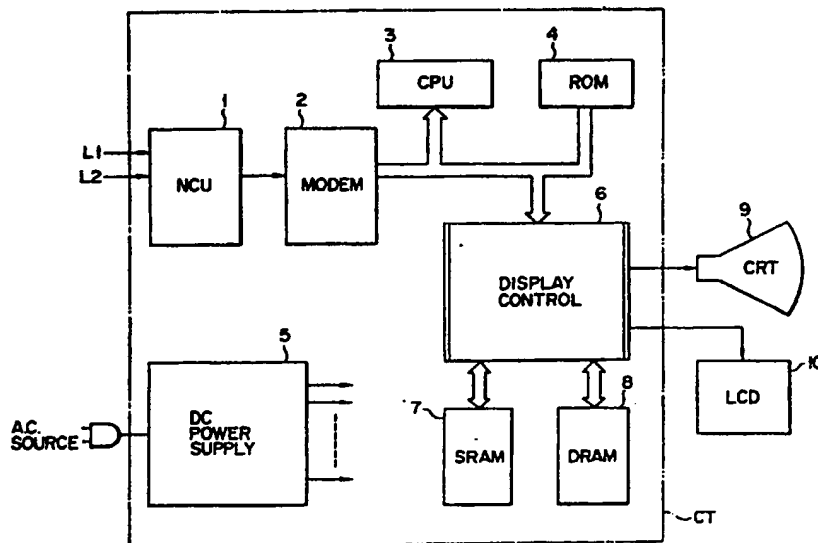 3
CPU
4
ROM
1
NCU
2
MODEM
L1
L2
6
DISPLAY
CONTROL
9
CRT
5
DC
POWER
SUPPLY
A.C.
SOURCE
7
SRAM
8
DRAM
10
LCD
CT